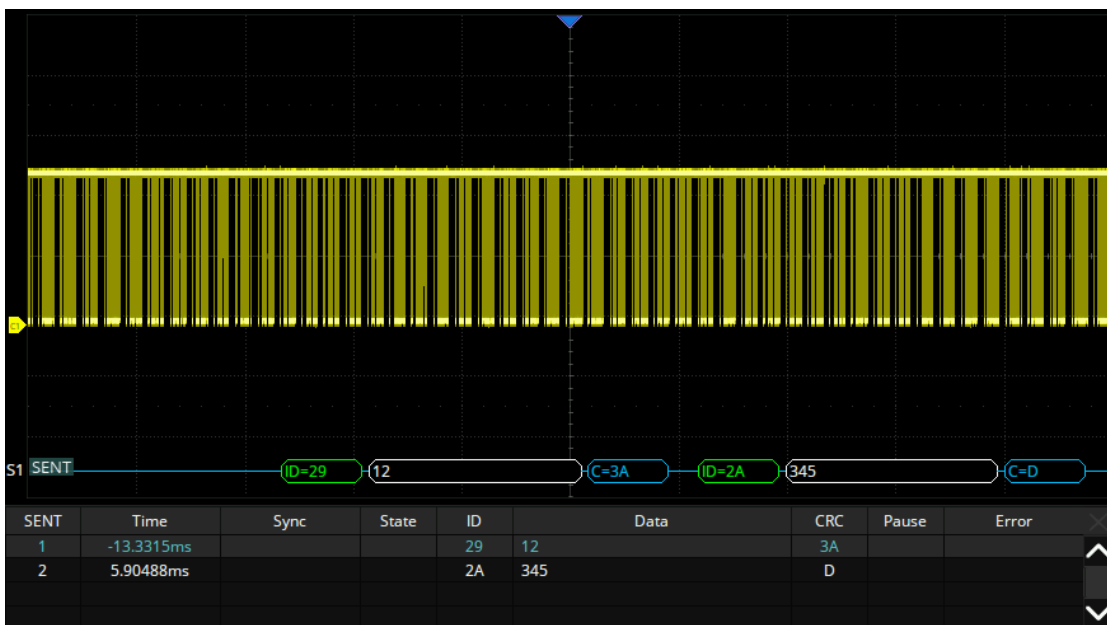 C1
S1 SENT ID=29 12 C=3A ID=2A 345 C=D
SENT Time Sync State ID Data CRC Pause Error
1 -13.3315ms 29 12 3A
2 5.90488ms 2A 345 D